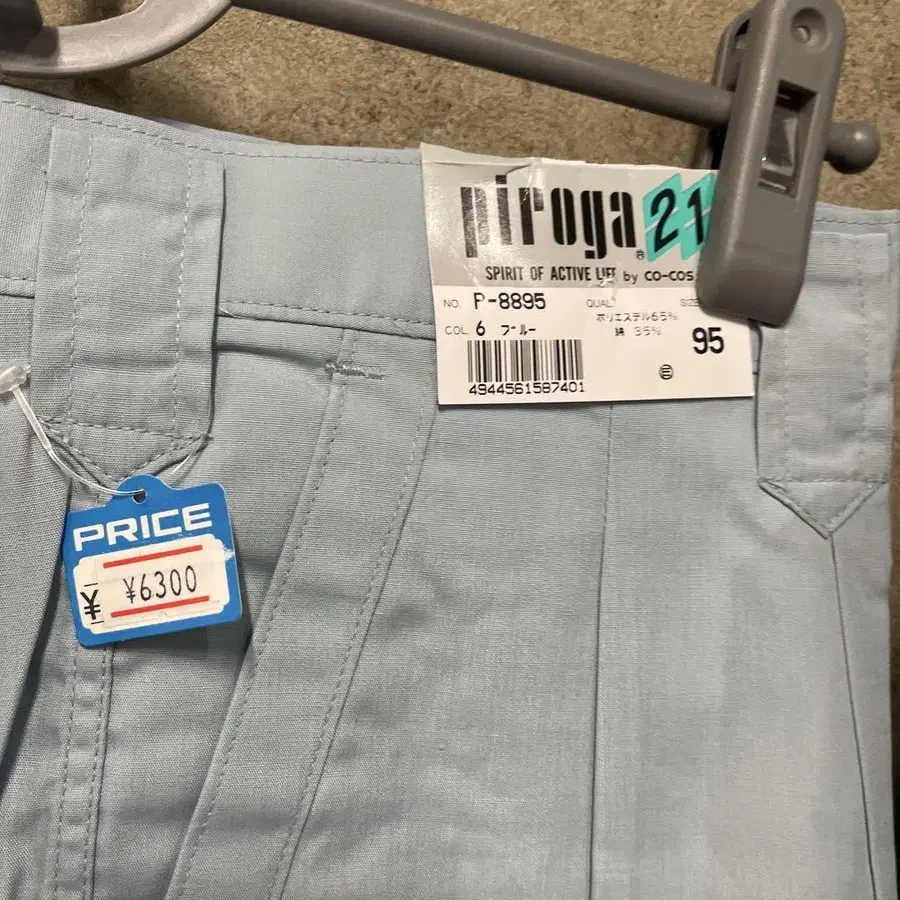 piroga® 21
SPIRIT OF ACTIVE LIFE by CO-COS
NO. P-8895
QUAL
SIZE
COL. 6 ブルー
ポリエステル65%
綿 35%
95
4944561587401
PRICE
¥ ¥6300